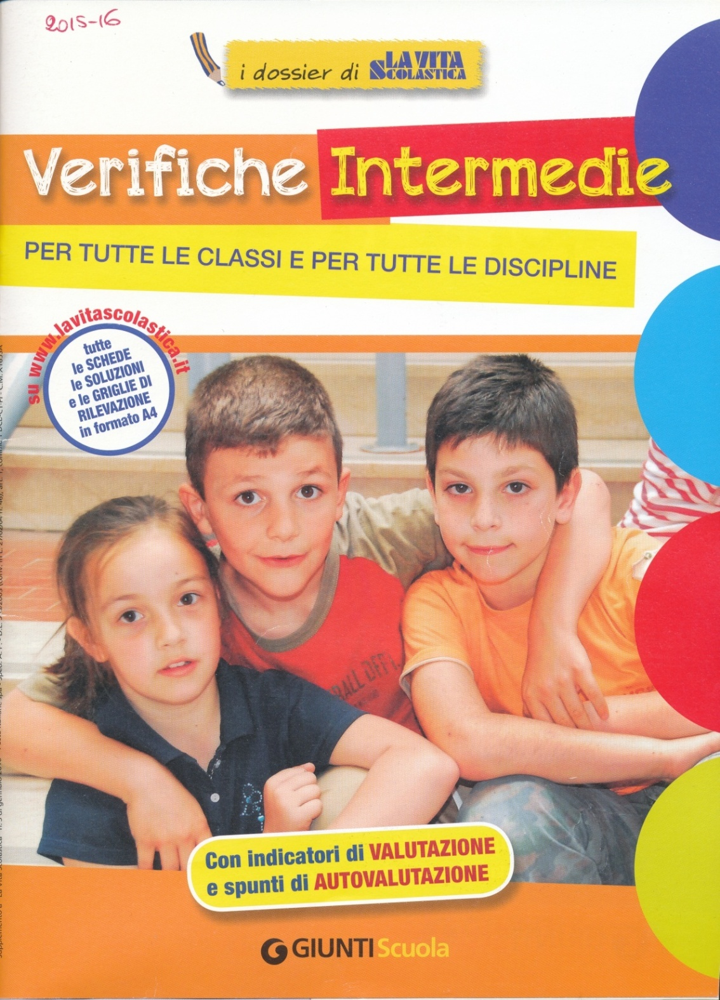 2015-16
i dossier di LA VITA SCOLASTICA
Verifiche Intermedie
PER TUTTE LE CLASSI E PER TUTTE LE DISCIPLINE
su www.lavitascolastica.it
tutte
le SCHEDE
le SOLUZIONI
e le GRIGLIE DI
RILEVAZIONE
in formato A4
Con indicatori di VALUTAZIONE
e spunti di AUTOVALUTAZIONE
GIUNTI Scuola